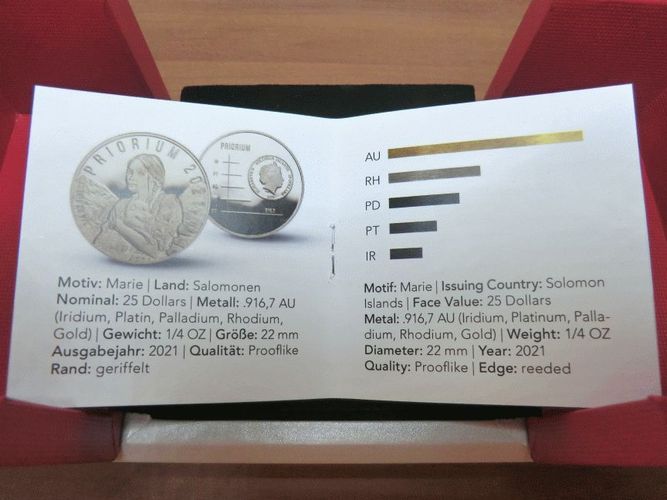 PRIORIUM 2021
PRIORIUM
Motiv: Marie | Land: Salomonen
Nominal: 25 Dollars | Metall: .916,7 AU
(Iridium, Platin, Palladium, Rhodium,
Gold) | Gewicht: 1/4 OZ | Größe: 22 mm
Ausgabejahr: 2021 | Qualität: Prooflike
Rand: geriffelt
AU
RH
PD
PT
IR
Motif: Marie | Issuing Country: Solomon
Islands | Face Value: 25 Dollars
Metal: .916,7 AU (Iridium, Platinum, Palla-
dium, Rhodium, Gold) | Weight: 1/4 OZ
Diameter: 22 mm | Year: 2021
Quality: Prooflike | Edge: reeded